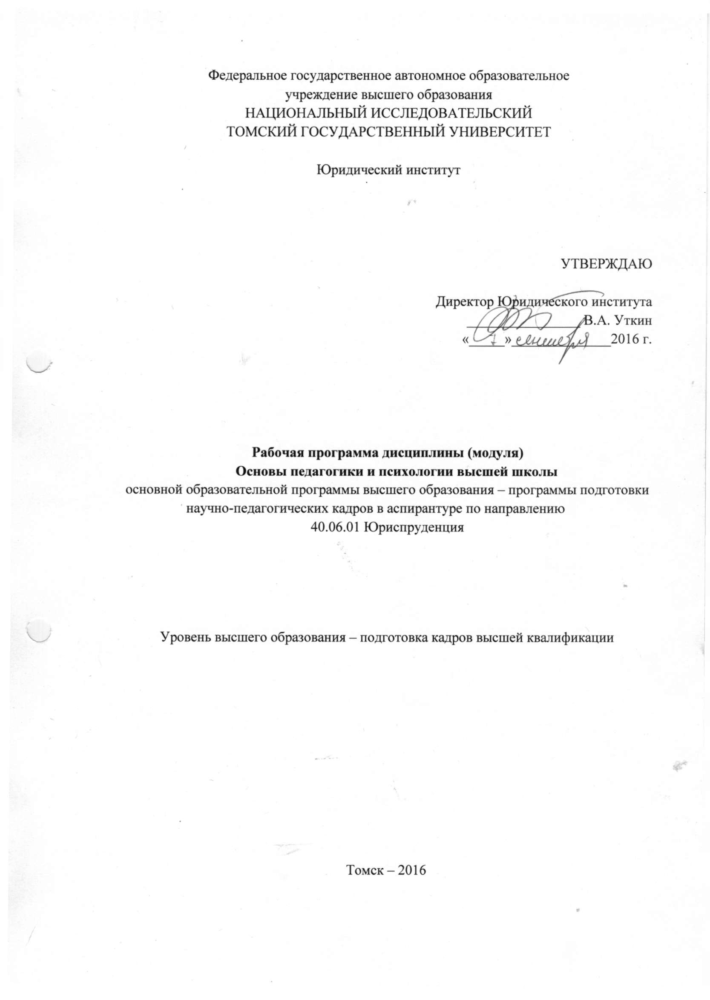 Федеральное государственное автономное образовательное
учреждение высшего образования
НАЦИОНАЛЬНЫЙ ИССЛЕДОВАТЕЛЬСКИЙ
ТОМСКИЙ ГОСУДАРСТВЕННЫЙ УНИВЕРСИТЕТ
Юридический институт
УТВЕРЖДАЮ
Директор Юридического института
В.А. Уткин
«7» сентября 2016 г.
Рабочая программа дисциплины (модуля)
Основы педагогики и психологии высшей школы
основной образовательной программы высшего образования – программы подготовки
научно-педагогических кадров в аспирантуре по направлению
40.06.01 Юриспруденция
Уровень высшего образования – подготовка кадров высшей квалификации
Томск – 2016